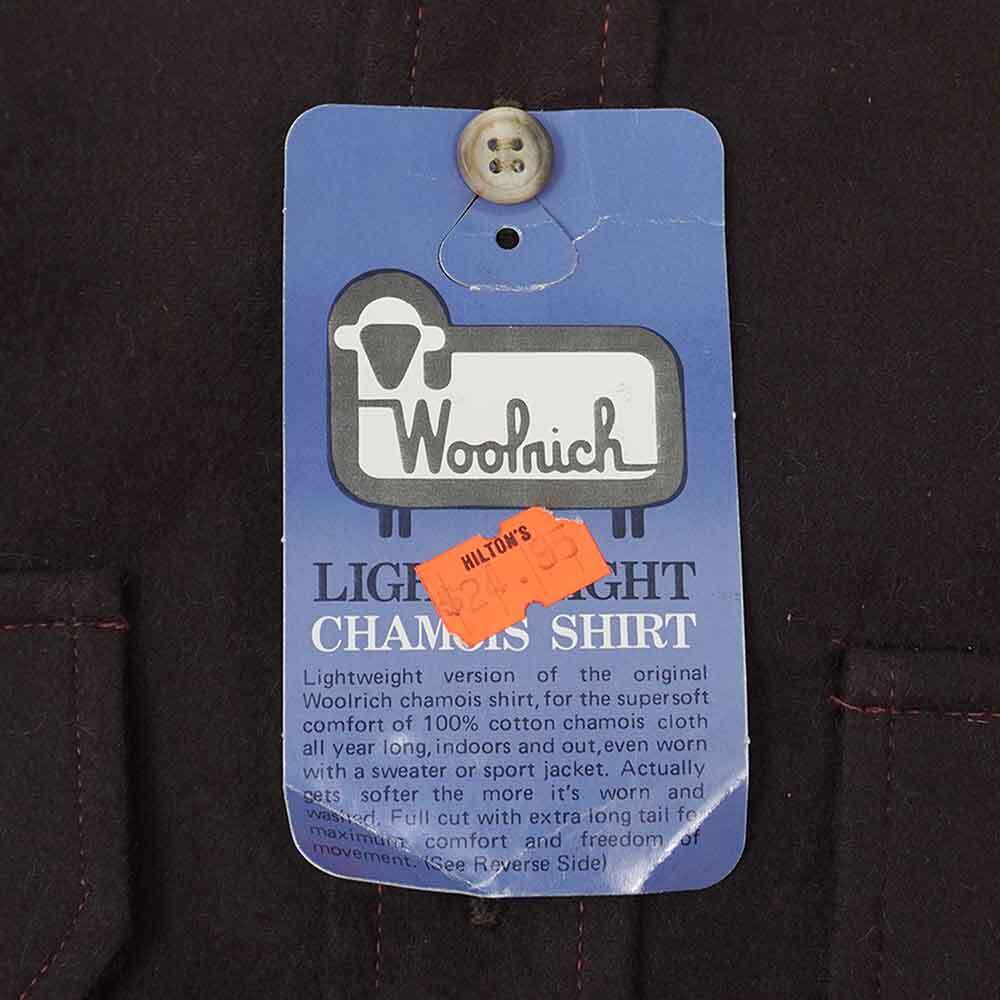 Woolrich
HILTON'S
$24.95
LIGHTWEIGHT
CHAMOIS SHIRT
Lightweight version of the original
Woolrich chamois shirt, for the supersoft
comfort of 100% cotton chamois cloth
all year long, indoors and out, even worn
with a sweater or sport jacket. Actually
gets softer the more it's worn and
washed. Full cut with extra long tail for
maximum comfort and freedom of
movement. (See Reverse Side)